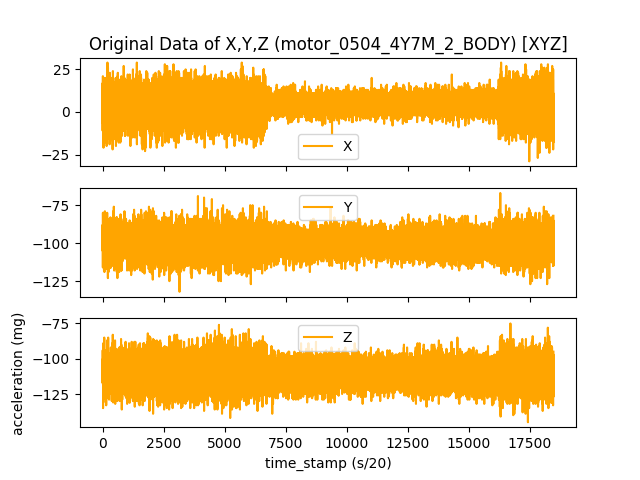 Original Data of X,Y,Z (motor_0504_4Y7M_2_BODY) [XYZ]
25
0
−25
X
−75
−100
−125
Y
−75
−100
−125
Z
acceleration (mg)
0 2500 5000 7500 10000 12500 15000 17500
time_stamp (s/20)